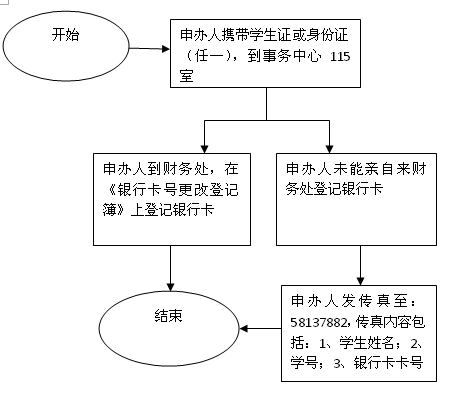 开始
申办人携带学生证或身份证
（任一），到事务中心 115
室
申办人到财务处，在
《银行卡号更改登记
簿》上登记银行卡
申办人未能亲自来财
务处登记银行卡
结束
申办人发传真至：
58137882，传真内容包
括：1、学生姓名；2、
学号；3、银行卡卡号